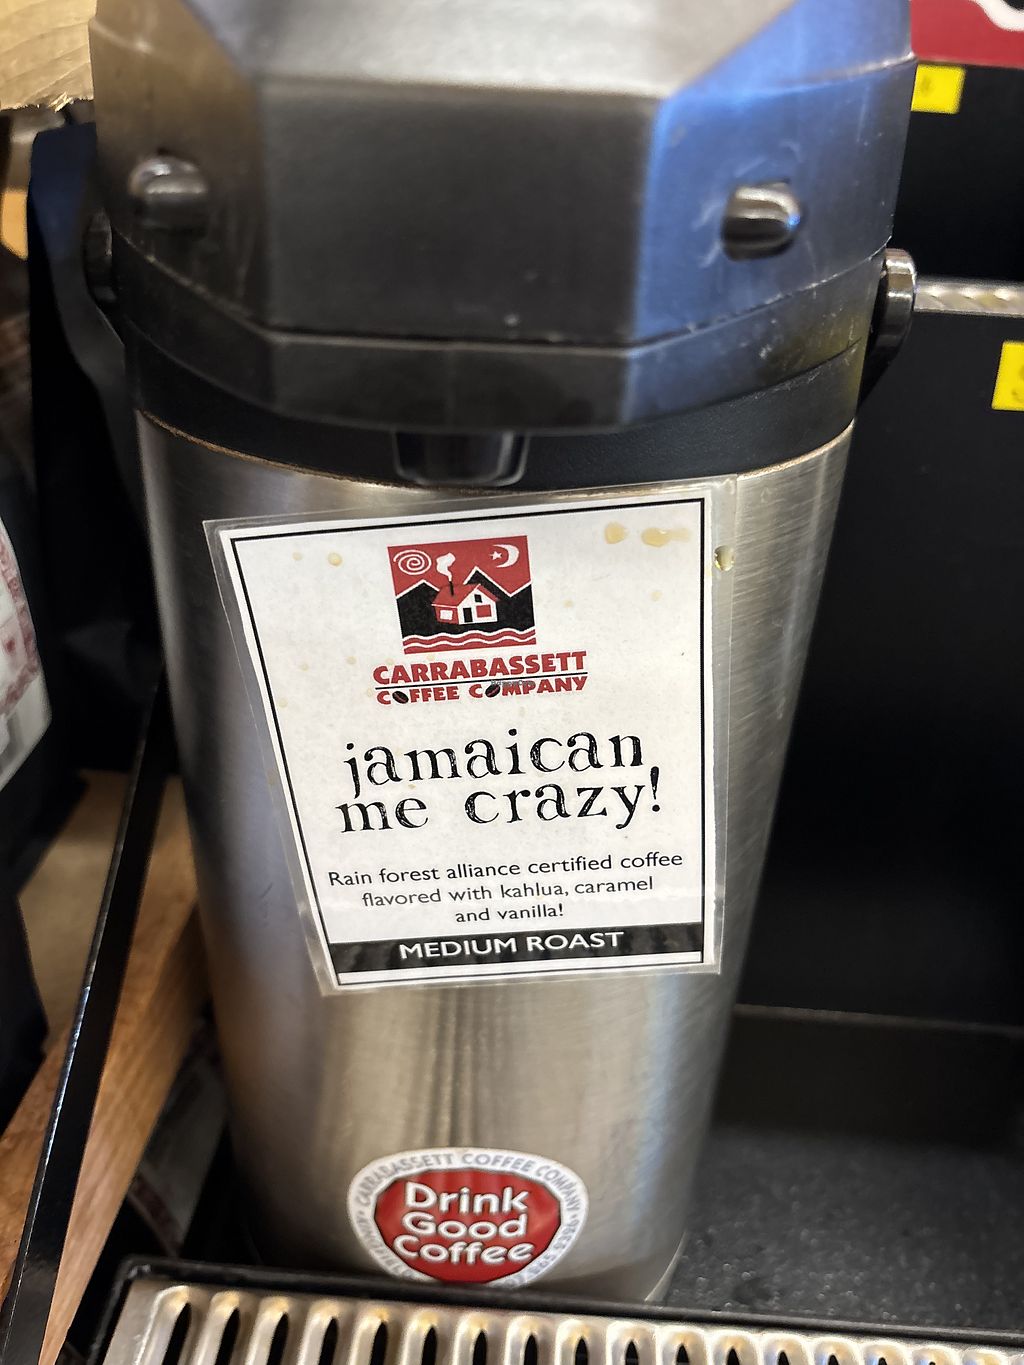 CARRABASSETT
COFFEE COMPANY
jamaican
me crazy!
Rain forest alliance certified coffee
flavored with kahlua, caramel
and vanilla!
MEDIUM ROAST
CARRABASSETT COFFEE COMPANY
Drink
Good
Coffee